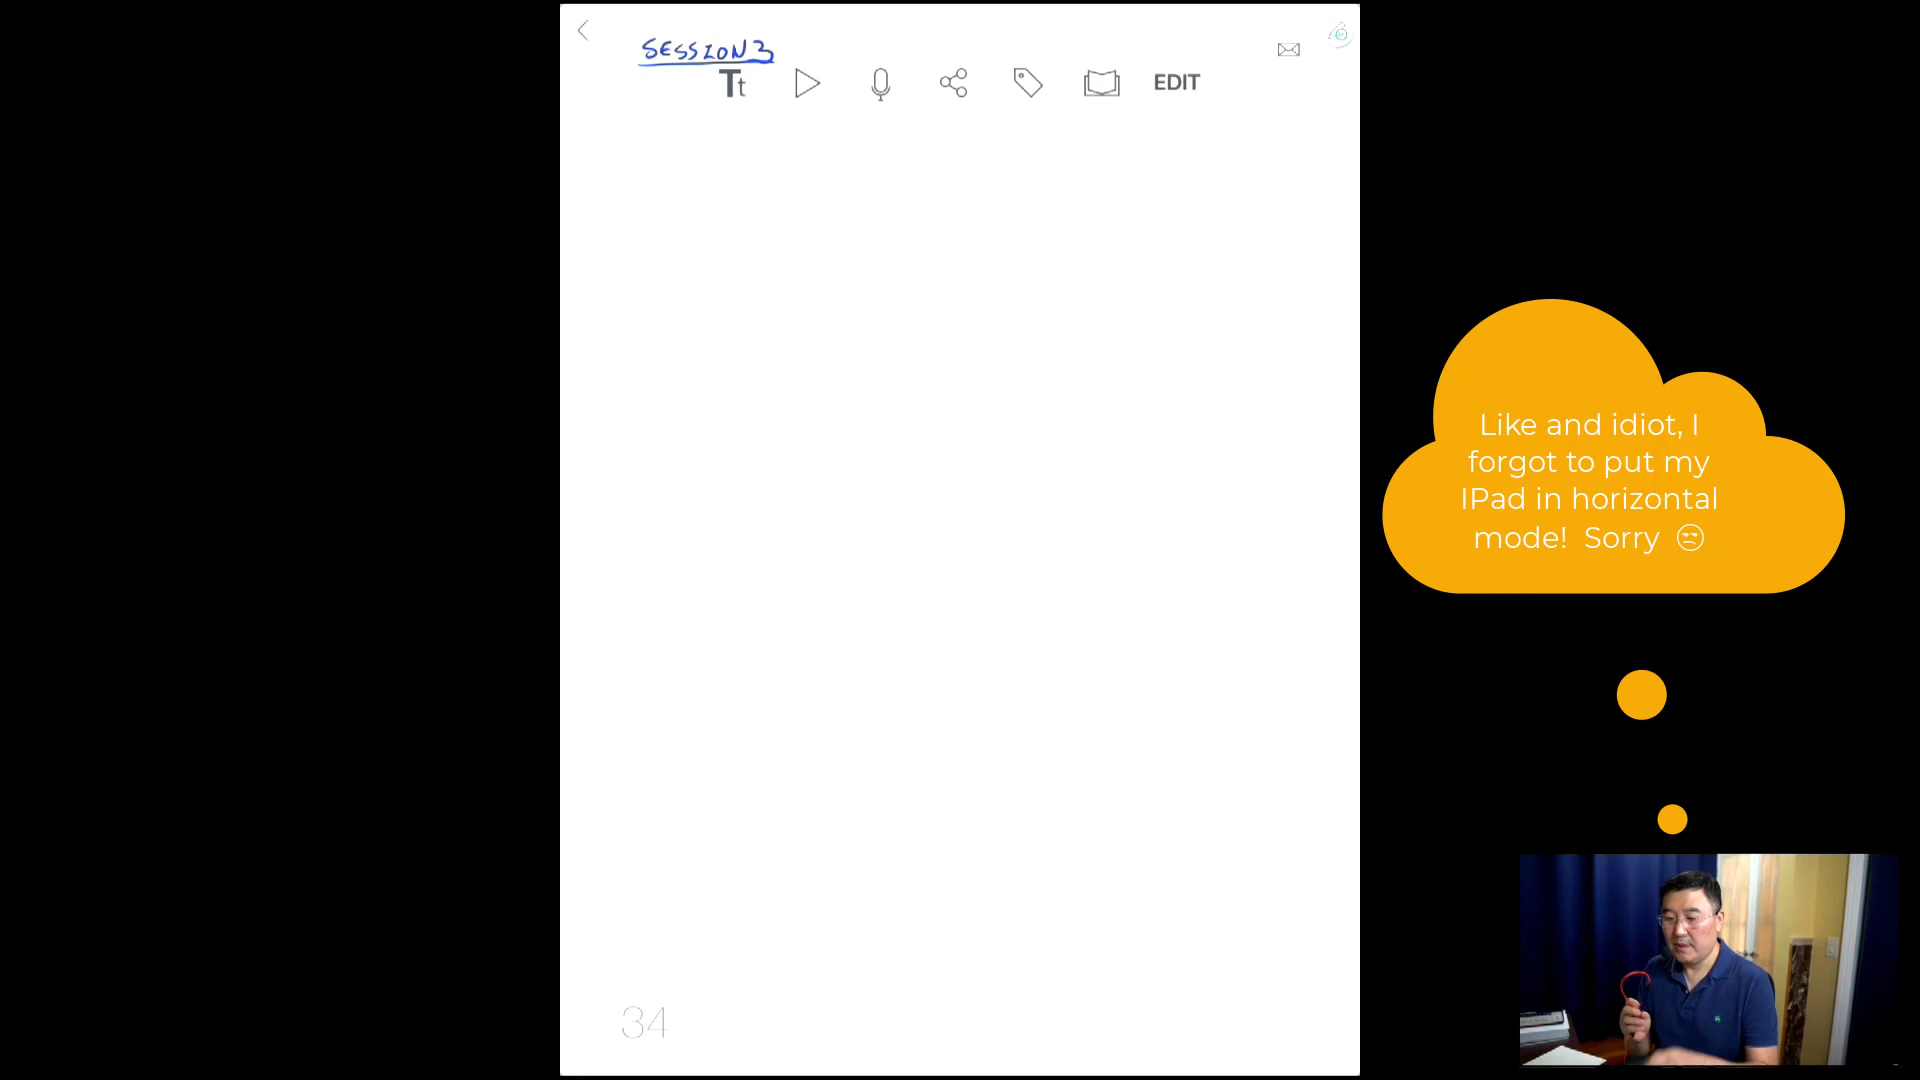 SESSION 3
Tt
EDIT
Like and idiot, I
forgot to put my
IPad in horizontal
mode! Sorry 😒
34